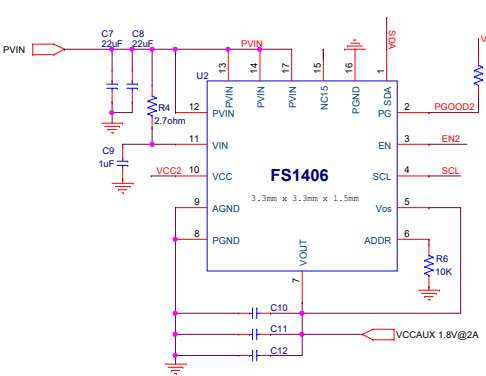 C7 C8
22uF 22uF
PVIN
PVIN
SDA
V
13 14 17 15 16 1
U2
PVIN PVIN PVIN NC15 PGND SDA
R4
2.7ohm
12 PVIN
PG 2 PGOOD2
11 VIN
EN 3 EN2
C9
1uF
VCC2 10 VCC
FS1406
SCL 4 SCL
3.3mm x 3.3mm x 1.5mm
9 AGND
Vos 5
8 PGND
ADDR 6
VOUT
7
R6
10K
C10
C11
VCCAUX 1.8V@2A
C12